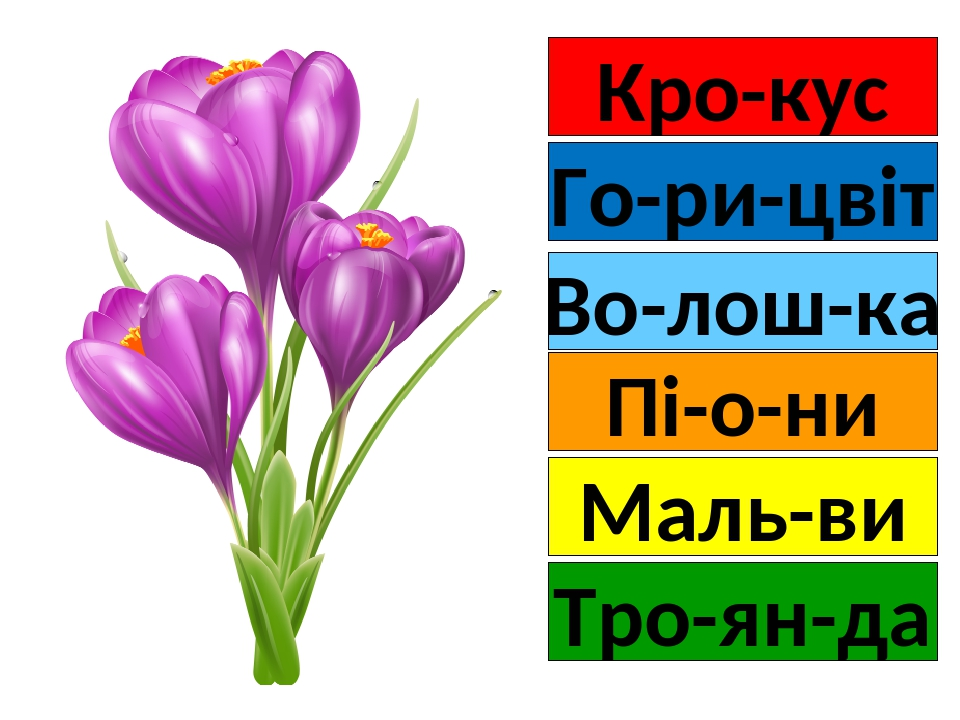 Кро-кус
Го-ри-цвіт
Во-лош-ка
Пі-о-ни
Маль-ви
Тро-ян-да